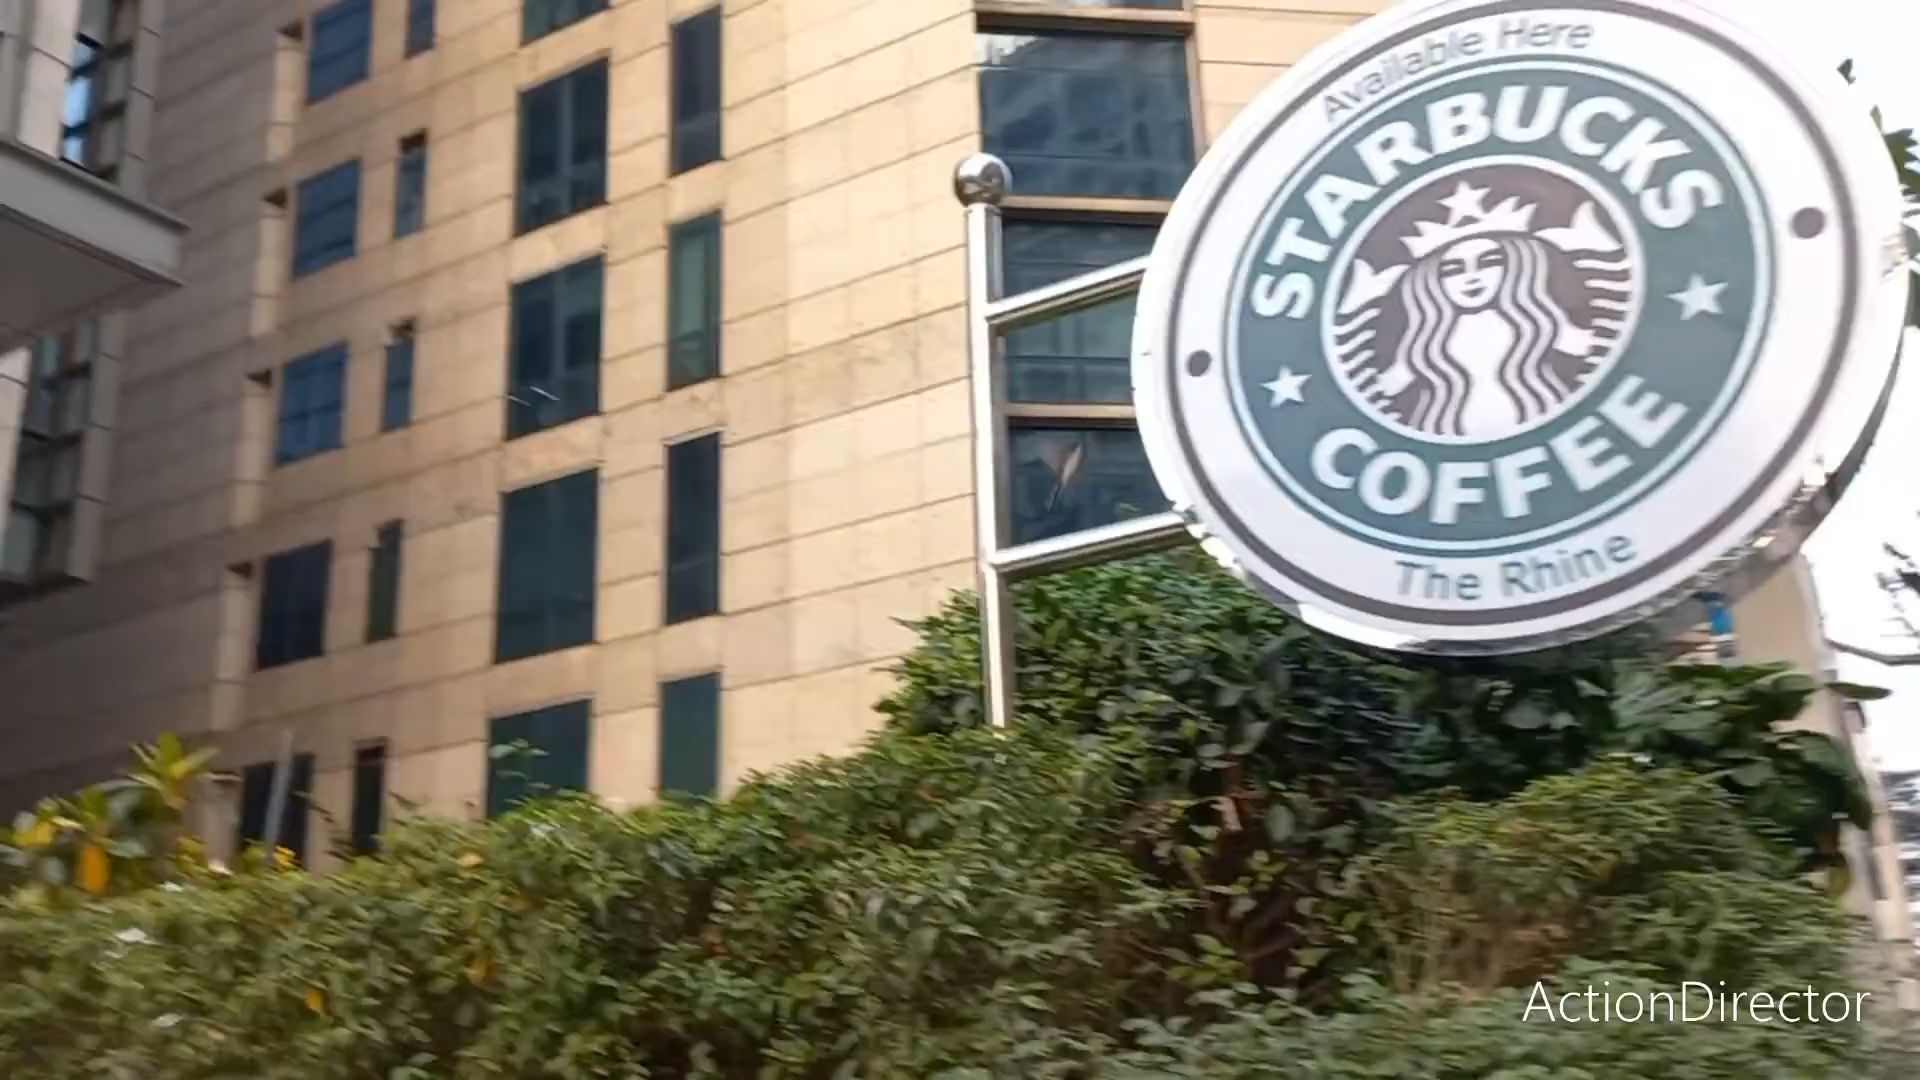 Available Here
STARBUCKS
COFFEE
The Rhine
ActionDirector